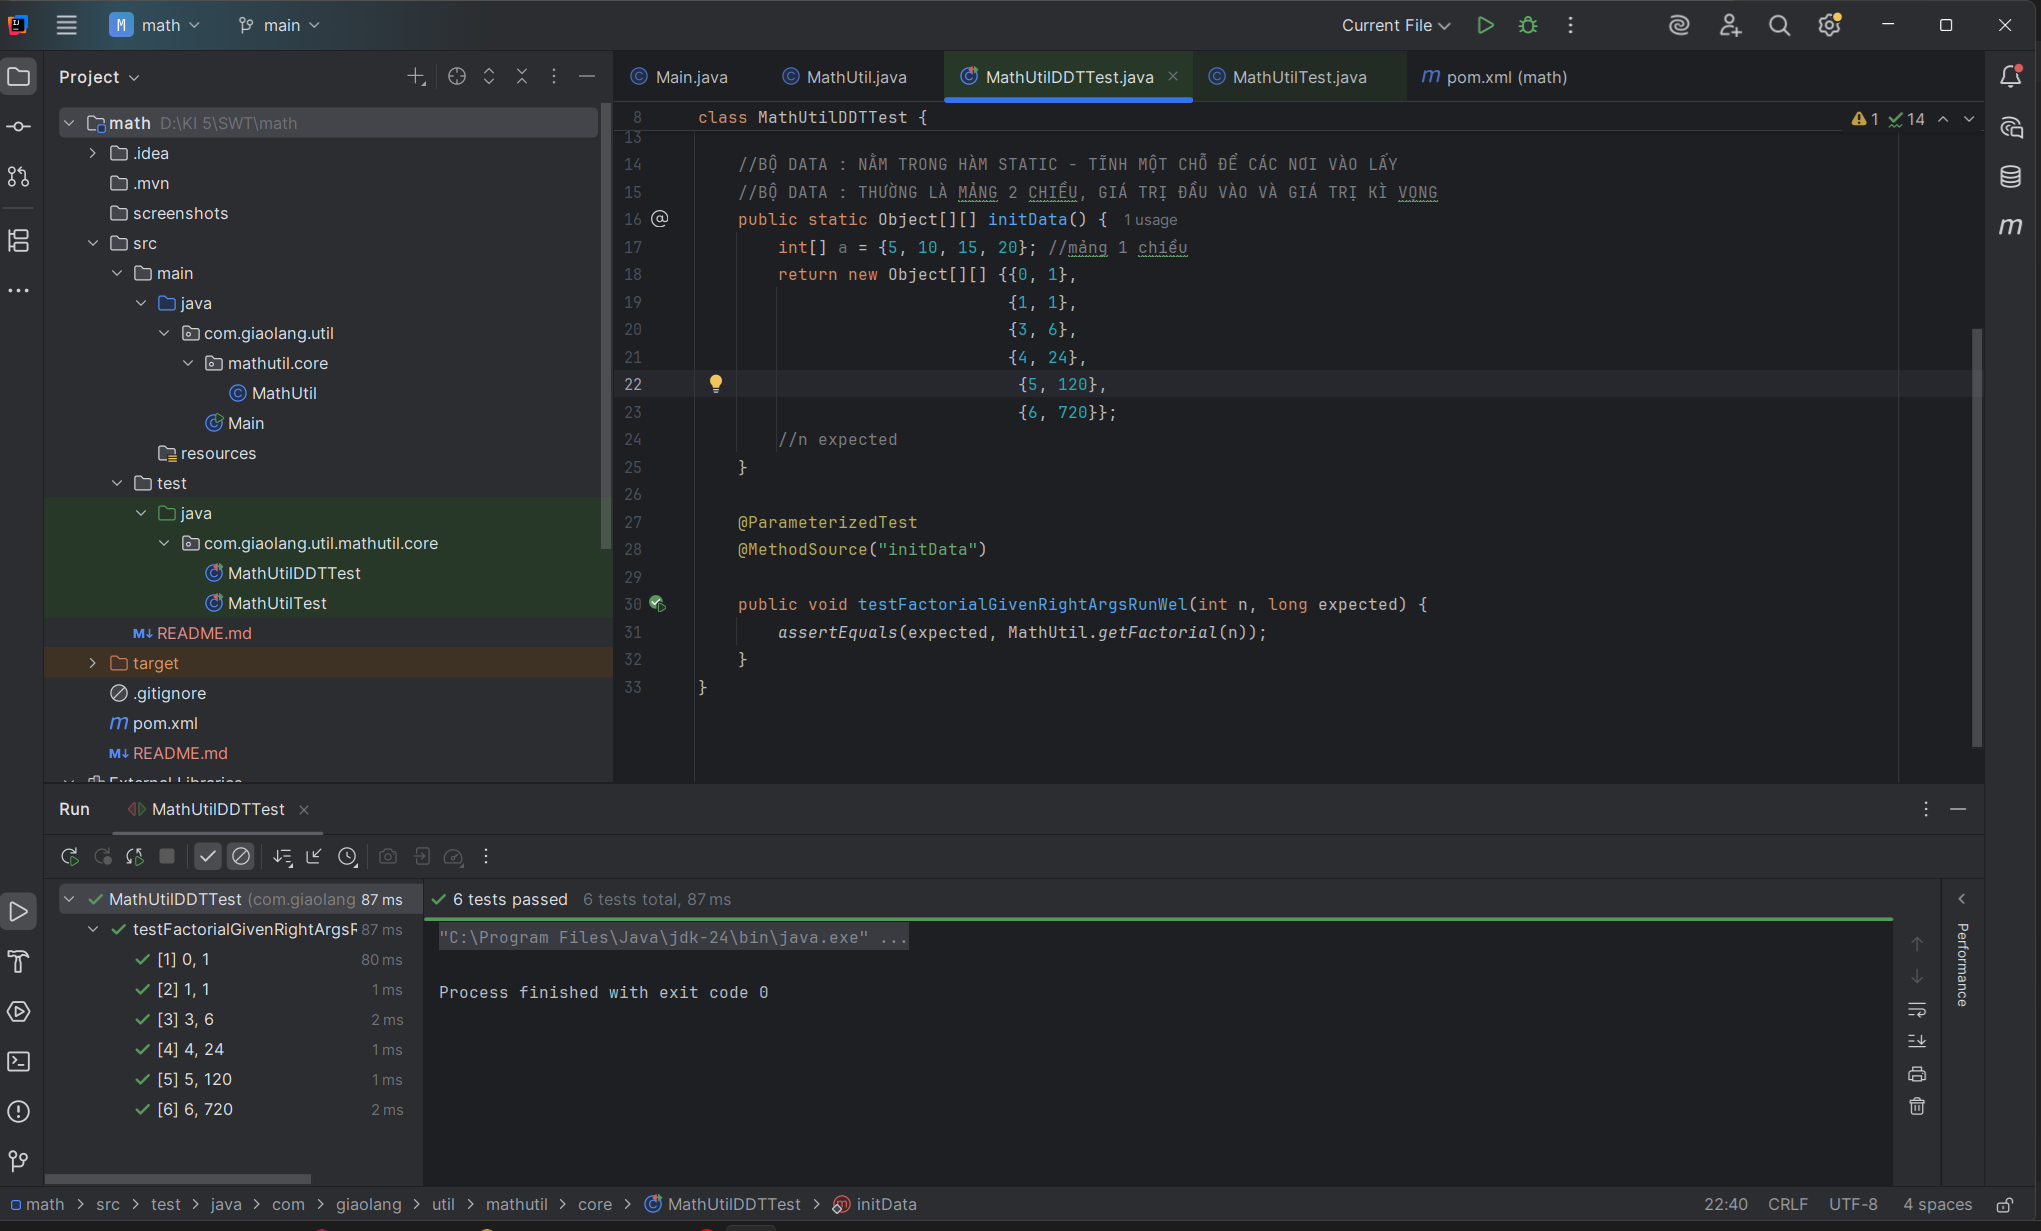 M math main Current File
Project
Main.java MathUtil.java MathUtilDDTTest.java MathUtilTest.java m pom.xml (math)
math D:\KI 5\SWT\math
.idea
.mvn
screenshots
src
main
java
com.giaolang.util
mathutil.core
MathUtil
Main
resources
test
java
com.giaolang.util.mathutil.core
MathUtilDDTTest
MathUtilTest
M↓ README.md
target
.gitignore
m pom.xml
M↓ README.md
External Libraries
8 class MathUtilDDTTest {
1 14
13
14 //BỘ DATA : NẰM TRONG HÀM STATIC - TĨNH MỘT CHỖ ĐỂ CÁC NƠI VÀO LẤY
15 //BỘ DATA : THƯỜNG LÀ MẢNG 2 CHIỀU, GIÁ TRỊ ĐẦU VÀO VÀ GIÁ TRỊ KÌ VỌNG
16 public static Object[][] initData() { 1 usage
17 int[] a = {5, 10, 15, 20}; //mảng 1 chiều
18 return new Object[][] {{0, 1},
19 {1, 1},
20 {3, 6},
21 {4, 24},
22 {5, 120},
23 {6, 720}};
24 //n expected
25 }
26
27 @ParameterizedTest
28 @MethodSource("initData")
29
30 public void testFactorialGivenRightArgsRunWel(int n, long expected) {
31 assertEquals(expected, MathUtil.getFactorial(n));
32 }
33 }
m
Run MathUtilDDTTest
MathUtilDDTTest (com.giaolang 87 ms
testFactorialGivenRightArgsR 87 ms
[1] 0, 1 80 ms
[2] 1, 1 1 ms
[3] 3, 6 2 ms
[4] 4, 24 1 ms
[5] 5, 120 1 ms
[6] 6, 720 2 ms
6 tests passed 6 tests total, 87 ms
"C:\Program Files\Java\jdk-24\bin\java.exe" ...
Process finished with exit code 0
Performance
math > src > test > java > com > giaolang > util > mathutil > core > MathUtilDDTTest > initData
22:40 CRLF UTF-8 4 spaces